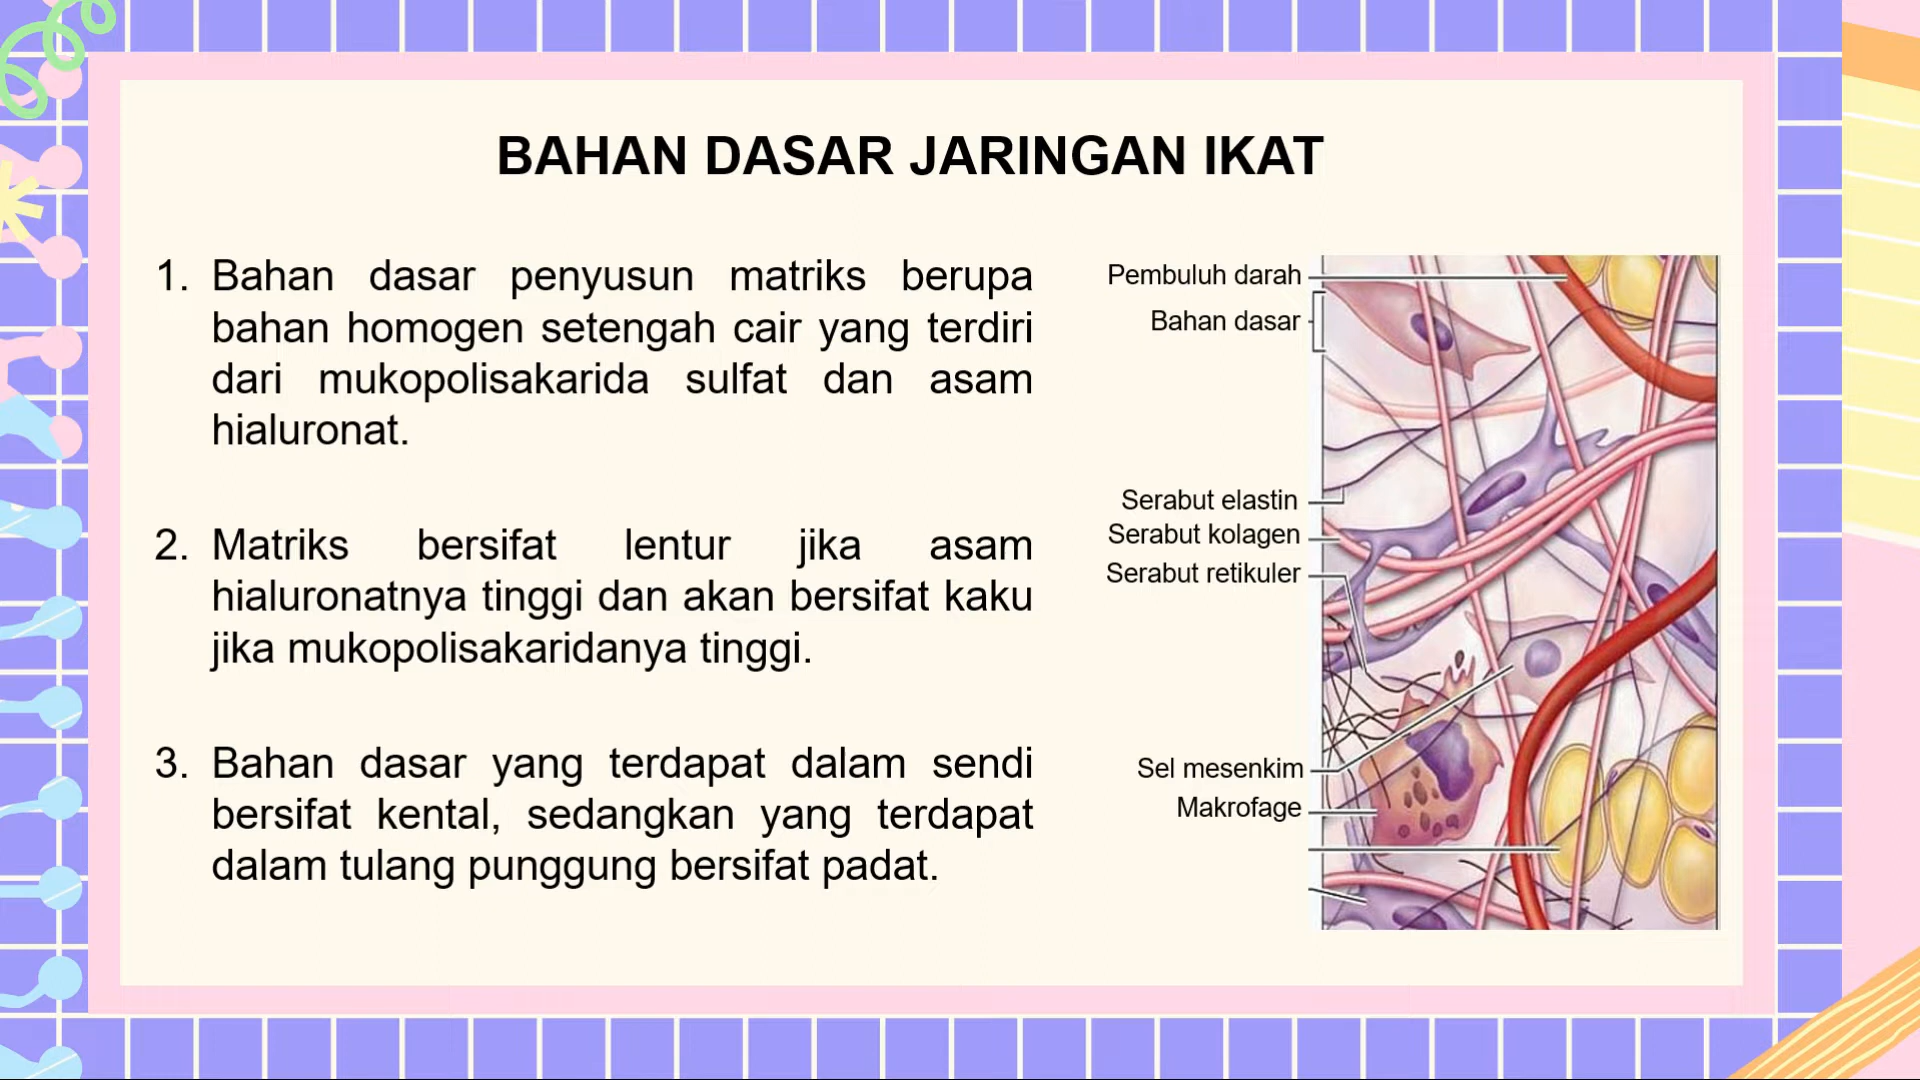 BAHAN DASAR JARINGAN IKAT
1. Bahan dasar penyusun matriks berupa
bahan homogen setengah cair yang terdiri
dari mukopolisakarida sulfat dan asam
hialuronat.
2. Matriks bersifat lentur jika asam
hialuronatnya tinggi dan akan bersifat kaku
jika mukopolisakaridanya tinggi.
3. Bahan dasar yang terdapat dalam sendi
bersifat kental, sedangkan yang terdapat
dalam tulang punggung bersifat padat.
Pembuluh darah
Bahan dasar
Serabut elastin
Serabut kolagen
Serabut retikuler
Sel mesenkim
Makrofage